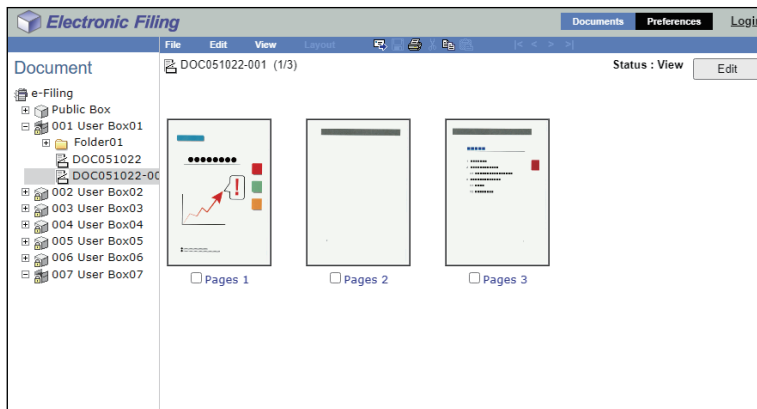 Electronic Filing
Documents
Preferences
Login
File Edit View Layout
|< < > >|
Document
DOC051022-001 (1/3)
Status : View
Edit
e-Filing
Public Box
001 User Box01
Folder01
DOC051022
DOC051022-00
002 User Box02
003 User Box03
004 User Box04
005 User Box05
006 User Box06
007 User Box07
!
Pages 1
Pages 2
Pages 3